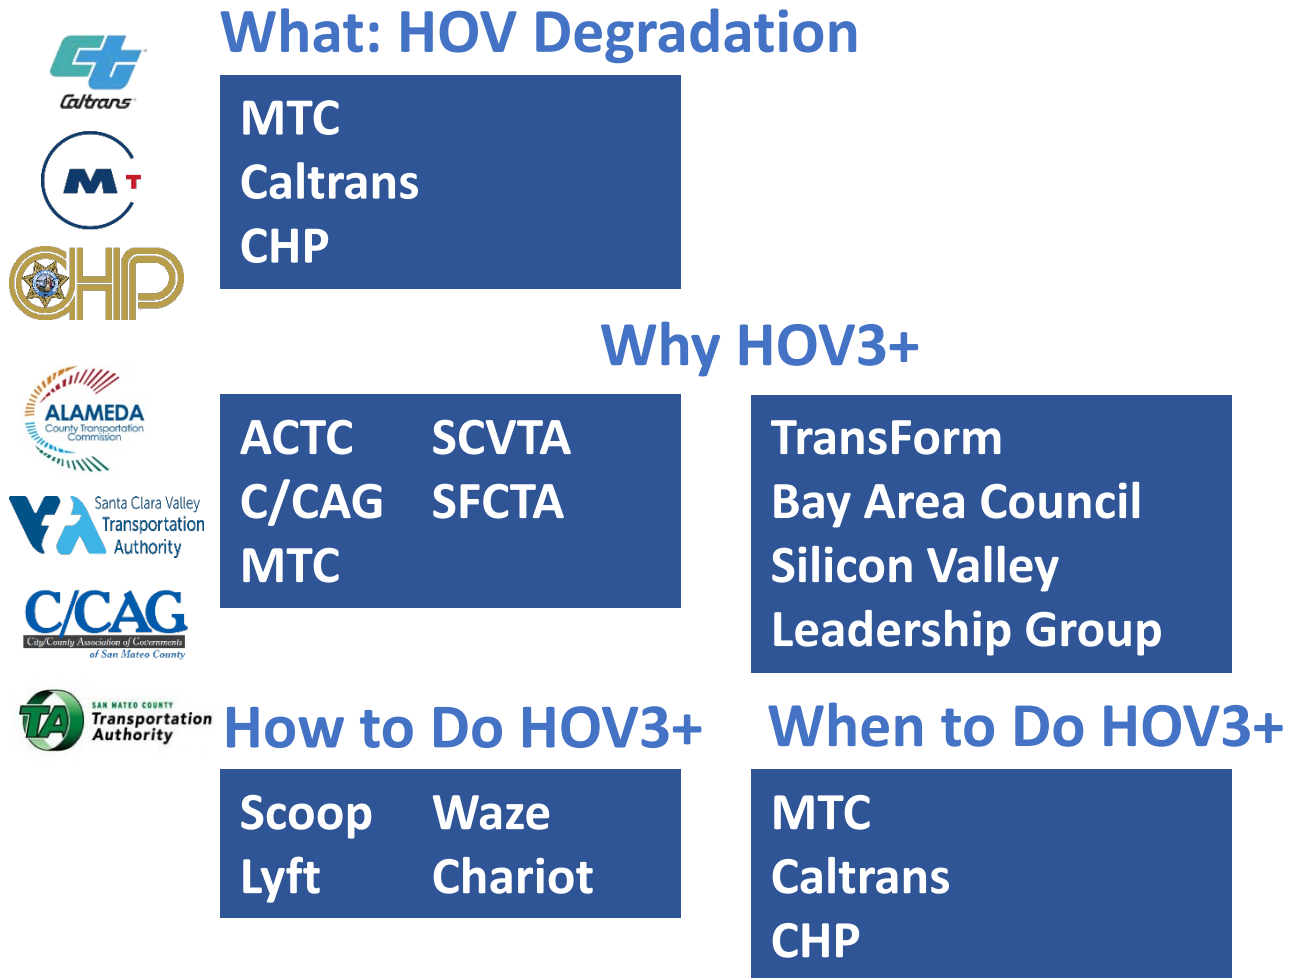 What: HOV Degradation
Caltrans
MTC
Caltrans
CHP
M T
CHP
Why HOV3+
ALAMEDA
County Transportation
Commission
ACTC SCVTA
C/CAG SFCTA
MTC
TransForm
Bay Area Council
Silicon Valley
Leadership Group
Santa Clara Valley
Transportation
Authority
C/CAG
City/County Association of Governments
of San Mateo County
SAN MATEO COUNTY
TA Transportation
Authority
How to Do HOV3+
When to Do HOV3+
Scoop Waze
Lyft Chariot
MTC
Caltrans
CHP